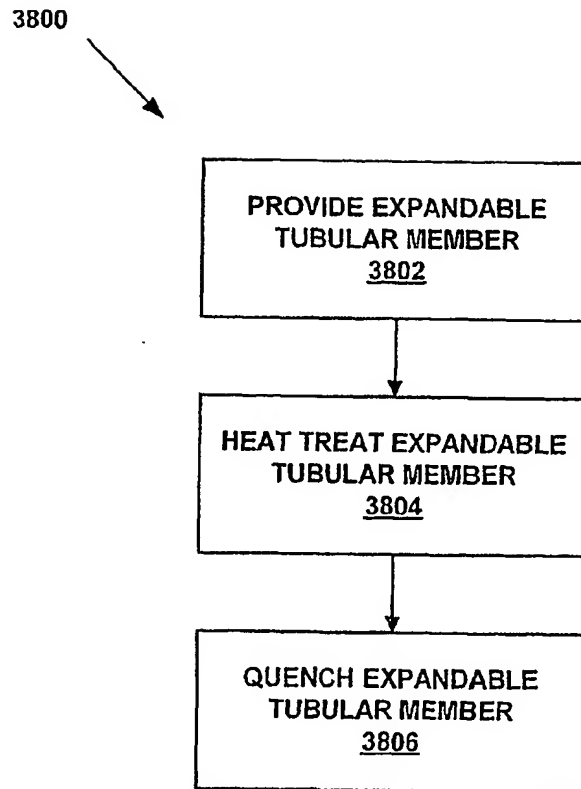 3800
PROVIDE EXPANDABLE
TUBULAR MEMBER
3802
HEAT TREAT EXPANDABLE
TUBULAR MEMBER
3804
QUENCH EXPANDABLE
TUBULAR MEMBER
3806